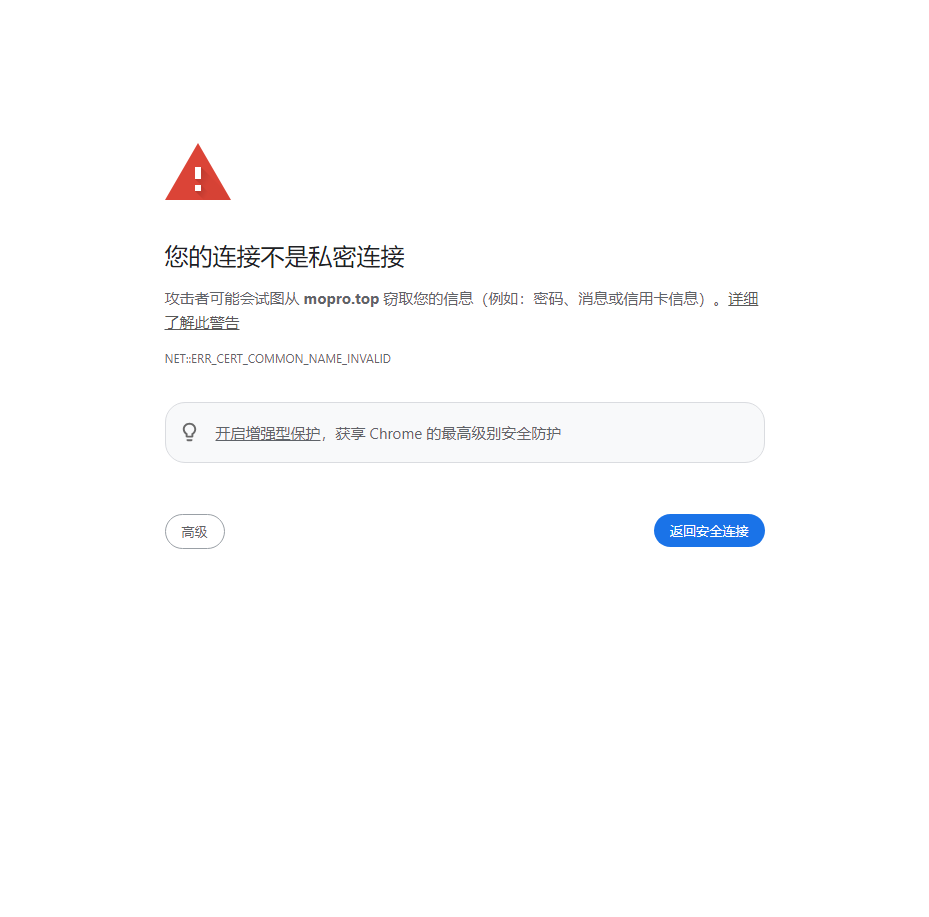 您的连接不是私密连接
攻击者可能会试图从 mopro.top 窃取您的信息（例如：密码、消息或信用卡信息）。详细
了解此警告
NET::ERR_CERT_COMMON_NAME_INVALID
开启增强型保护，获享 Chrome 的最高级别安全防护
高级
返回安全连接